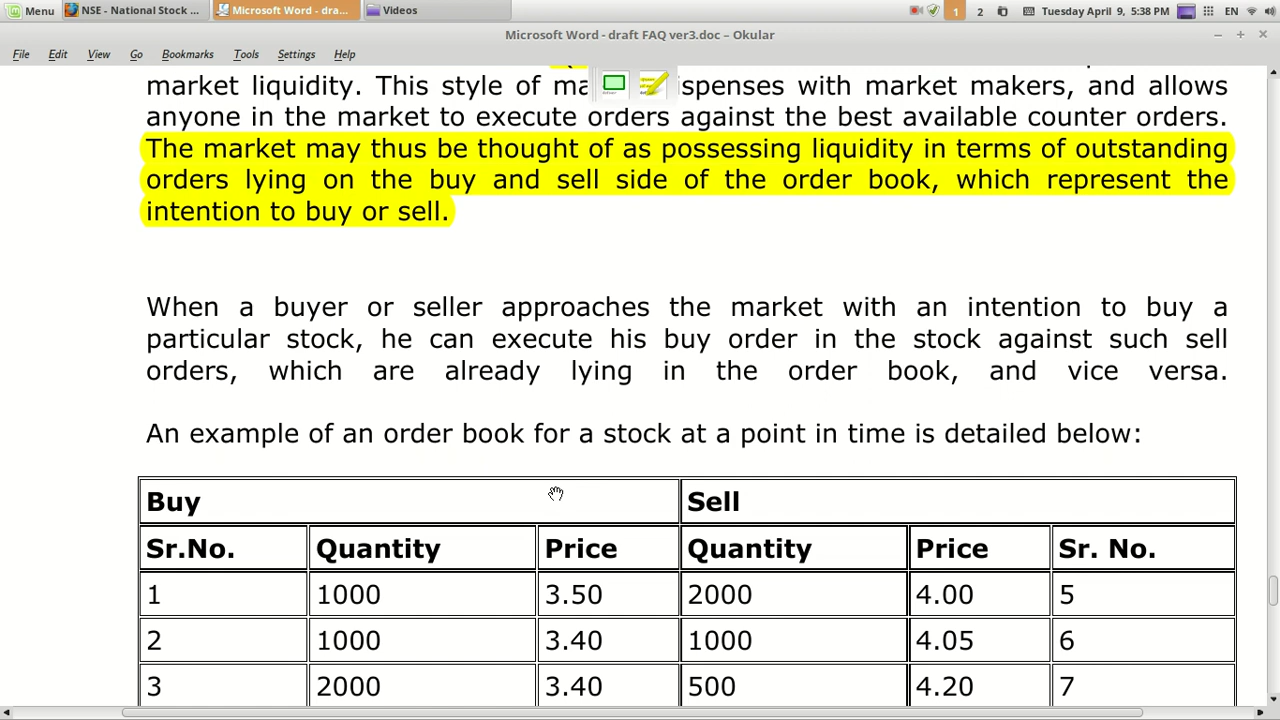 Menu NSE - National Stock ... Microsoft Word - dra... Videos 1 2 Tuesday April 9, 5:38 PM EN
Microsoft Word - draft FAQ ver3.doc – Okular
File Edit View Go Bookmarks Tools Settings Help
market liquidity. This style of ma spenses with market makers, and allows
anyone in the market to execute orders against the best available counter orders.
The market may thus be thought of as possessing liquidity in terms of outstanding
orders lying on the buy and sell side of the order book, which represent the
intention to buy or sell.
When a buyer or seller approaches the market with an intention to buy a
particular stock, he can execute his buy order in the stock against such sell
orders, which are already lying in the order book, and vice versa.
An example of an order book for a stock at a point in time is detailed below:
Buy Sell
Sr.No. Quantity Price Quantity Price Sr. No.
1 1000 3.50 2000 4.00 5
2 1000 3.40 1000 4.05 6
3 2000 3.40 500 4.20 7